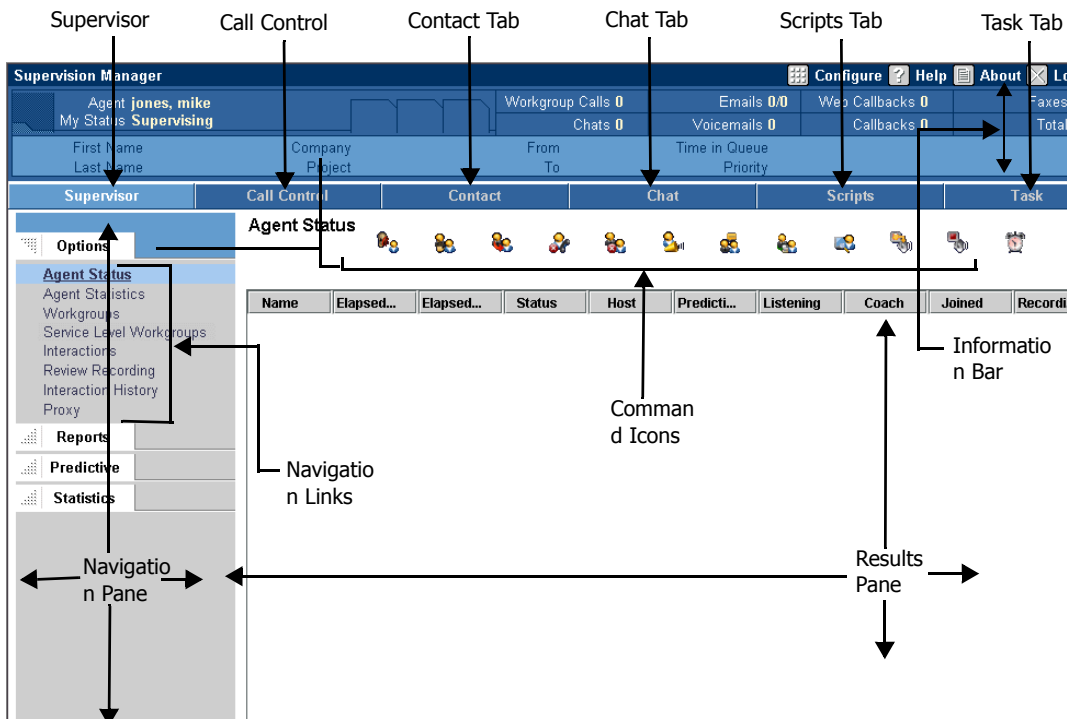 Supervisor Call Control Contact Tab Chat Tab Scripts Tab Task Tab
Supervision Manager Configure Help About Lo
Agent jones, mike Workgroup Calls 0 Emails 0/0 Web Callbacks 0 Faxes
My Status Supervising Chats 0 Voicemails 0 Callbacks 0 Total
First Name Company From Time in Queue
Last Name Project To Priority
Supervisor Call Control Contact Chat Scripts Task
Agent Status
Options
Agent Status
Agent Statistics
Workgroups
Service Level Workgroups
Interactions
Review Recording
Interaction History
Proxy
Reports
Predictive
Statistics
Name Elapsed... Elapsed... Status Host Predicti... Listening Coach Joined Recordi
Informatio
n Bar
Comman
d Icons
Navigatio
n Links
Navigatio
n Pane
Results
Pane